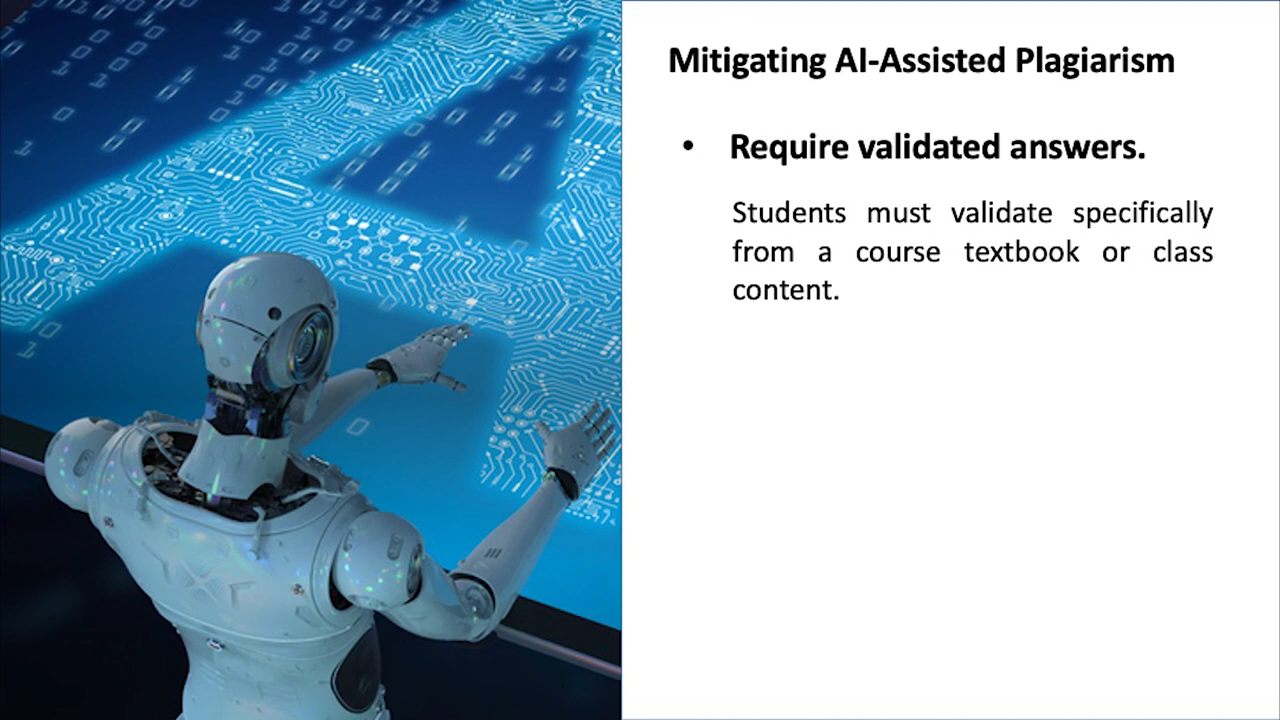 Mitigating AI-Assisted Plagiarism
• Require validated answers.
Students must validate specifically
from a course textbook or class
content.